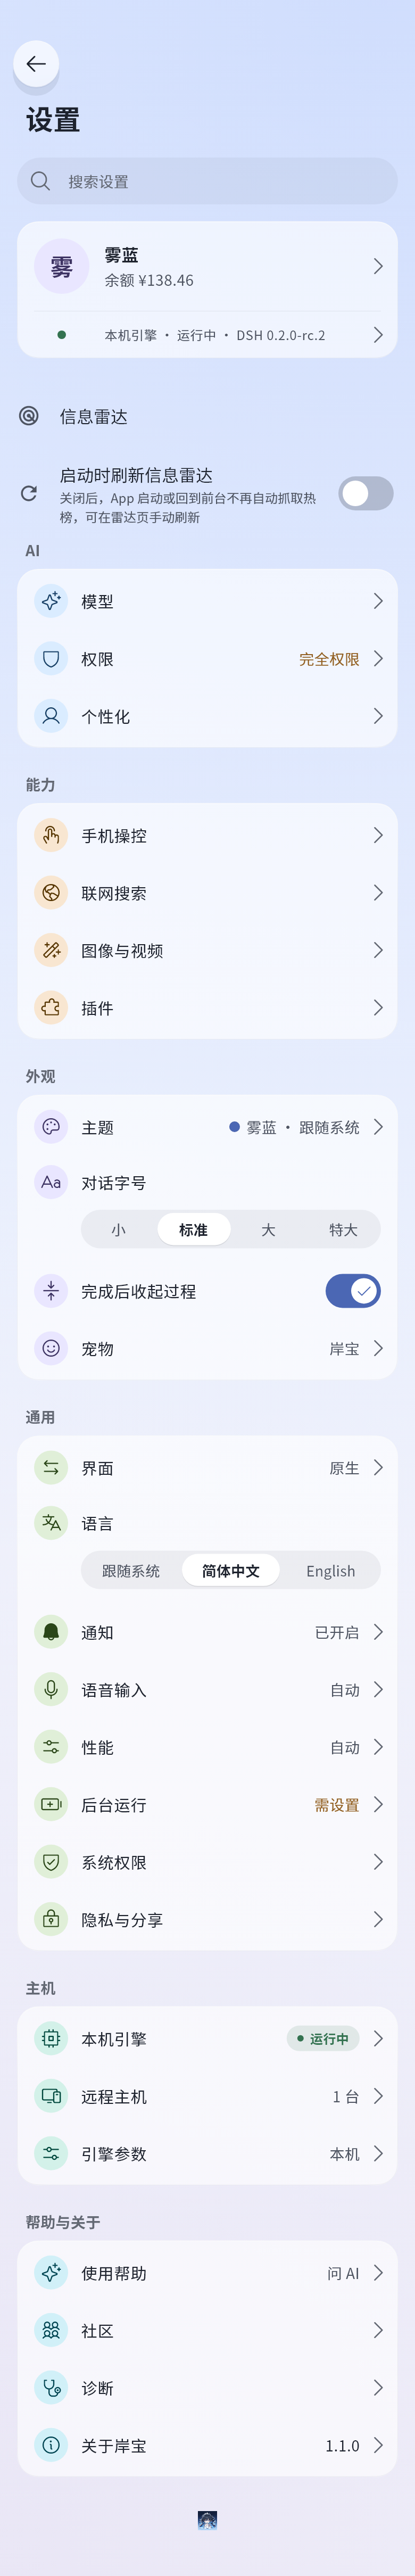 设置
搜索设置
雾
雾蓝
余额 ¥138.46
本机引擎 · 运行中 · DSH 0.2.0-rc.2
信息雷达
启动时刷新信息雷达
关闭后，App 启动或回到前台不再自动抓取热
榜，可在雷达页手动刷新
AI
模型
权限 完全权限
个性化
能力
手机操控
联网搜索
图像与视频
插件
外观
主题 雾蓝 · 跟随系统
Aa 对话字号
小 标准 大 特大
完成后收起过程
宠物 岸宝
通用
界面 原生
语言
跟随系统 简体中文 English
通知 已开启
语音输入 自动
性能 自动
后台运行 需设置
系统权限
隐私与分享
主机
本机引擎 运行中
远程主机 1 台
引擎参数 本机
帮助与关于
使用帮助 问 AI
社区
诊断
关于岸宝 1.1.0